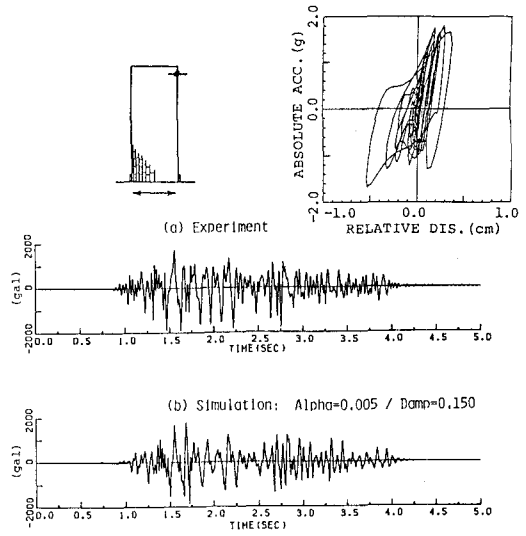 2.0
ABSOLUTE ACC.(g)
0.0
-2.0
-1.0 0.0 1.0
RELATIVE DIS.(cm)
(a) Experiment
2000
(gal)
0
-2000
-0.0 0.5 1.0 1.5 2.0 2.5 3.0 3.5 4.0 4.5 5.0
TIME(SEC)
(b) Simulation: Alpha=0.005 / Damp=0.150
2000
(gal)
0
-2000
-0.0 0.5 1.0 1.5 2.0 2.5 3.0 3.5 4.0 4.5 5.0
TIME(SEC)